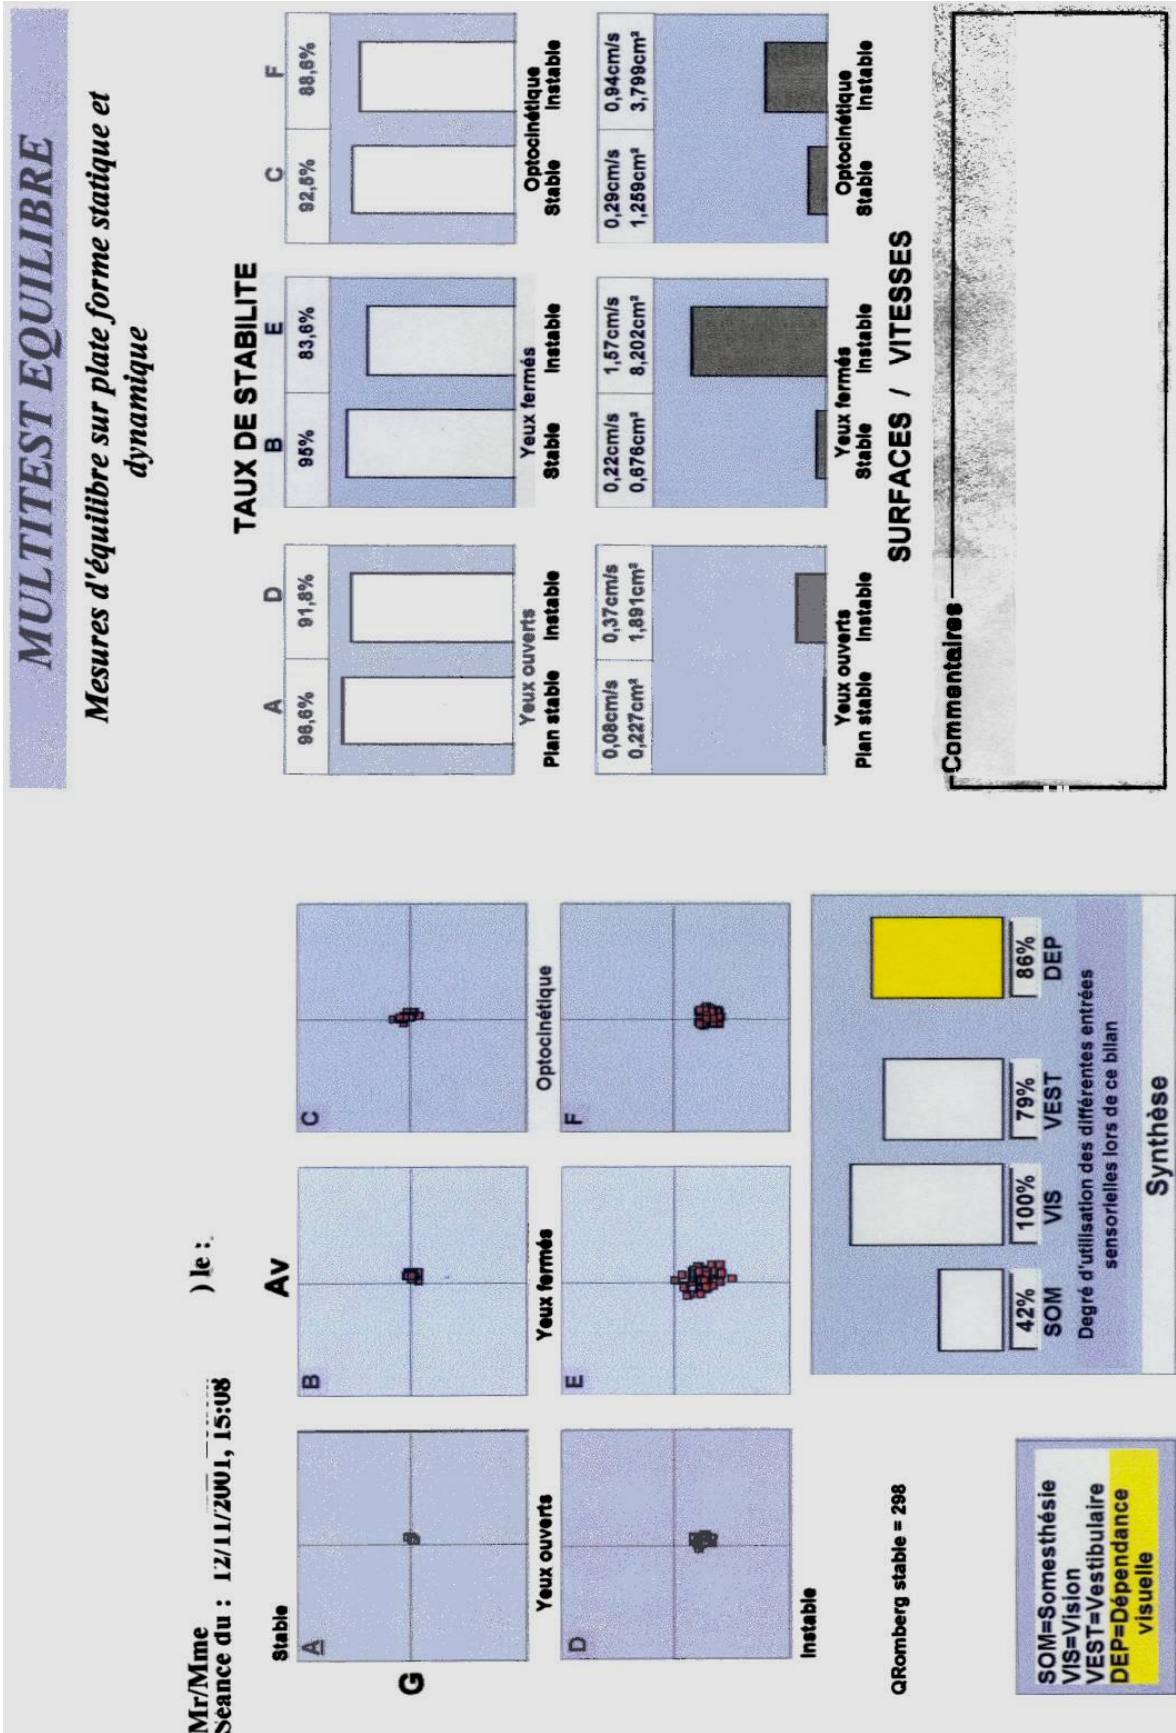 MULTITEST EQUILIBRE
Mesures d'équilibre sur plate forme statique et
dynamique
Mr/Mme ) le :
Séance du : 12/11/2001, 15:08
Stable
Av
G
A
B
C
Yeux ouverts
Yeux fermés
Optocinétique
D
E
F
Instable
QRomberg stable = 298
SOM=Somesthésie
VIS=Vision
VEST=Vestibulaire
DEP=Dépendance
visuelle
42% 100% 79% 86%
SOM VIS VEST DEP
Degré d'utilisation des différentes entrées
sensorielles lors de ce bilan
Synthèse
TAUX DE STABILITE
A D B E C F
96,6% 91,8% 95% 83,6% 92,5% 88,6%
Yeux ouverts Yeux fermés Optocinétique
Plan stable Instable Stable Instable Stable Instable
0,08cm/s 0,37cm/s 0,22cm/s 1,57cm/s 0,29cm/s 0,94cm/s
0,227cm² 1,891cm² 0,676cm² 8,202cm² 1,259cm² 3,799cm²
Yeux ouverts Yeux fermés Optocinétique
Plan stable Instable Stable Instable Stable Instable
SURFACES / VITESSES
Commentaires